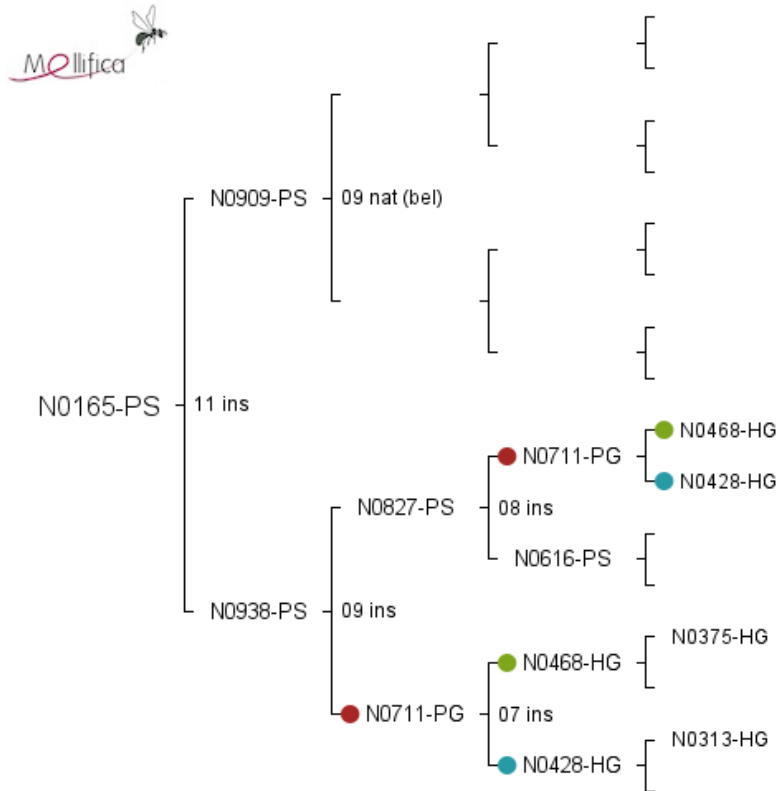 Mellifica
N0468-HG
N0711-PG
N0428-HG
N0827-PS
08 ins
N0616-PS
N0909-PS
09 nat (bel)
N0165-PS
11 ins
N0938-PS
09 ins
N0375-HG
N0468-HG
N0711-PG
07 ins
N0313-HG
N0428-HG